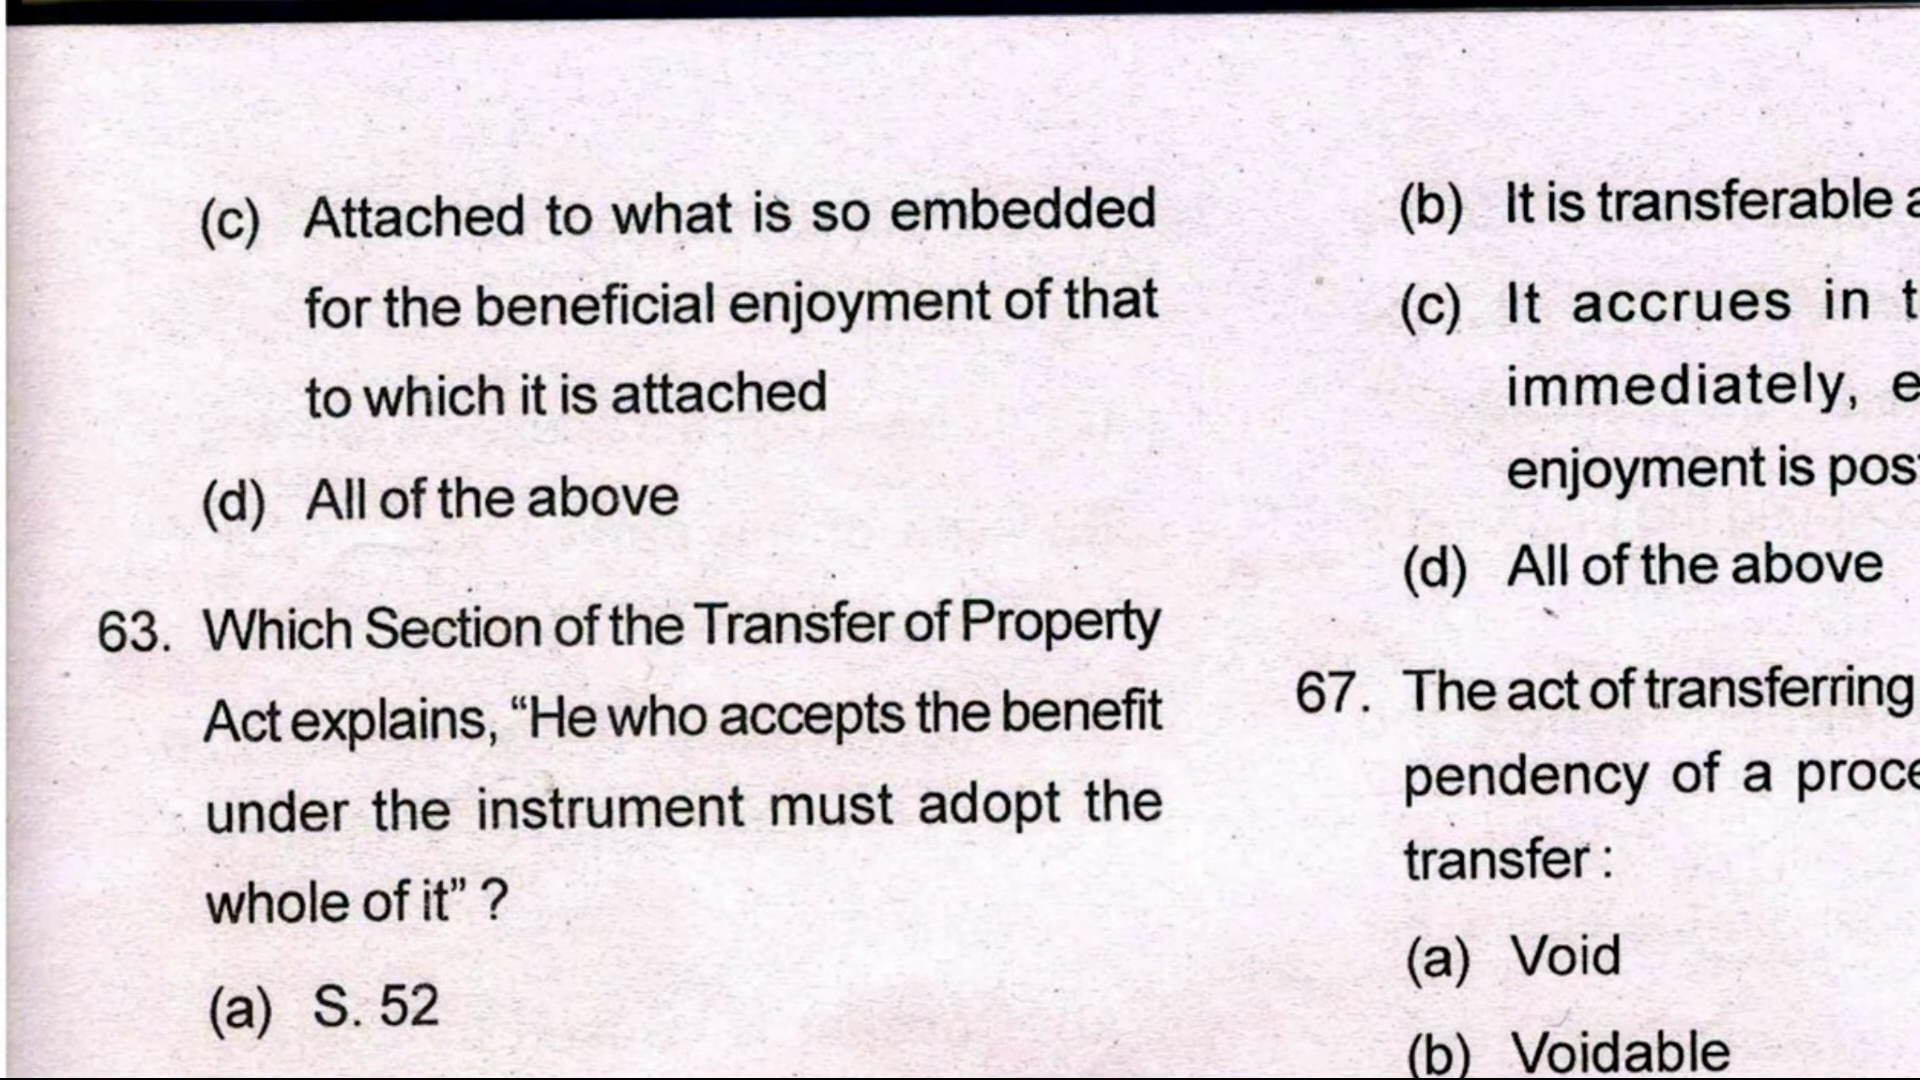 (c) Attached to what is so embedded
for the beneficial enjoyment of that
to which it is attached
(d) All of the above
63. Which Section of the Transfer of Property
Act explains, “He who accepts the benefit
under the instrument must adopt the
whole of it” ?
(a) S. 52
(b) It is transferable
(c) It accrues in
immediately,
enjoyment is
(d) All of the above
67. The act of transferring
pendency of a
transfer :
(a) Void
(b) Voidable